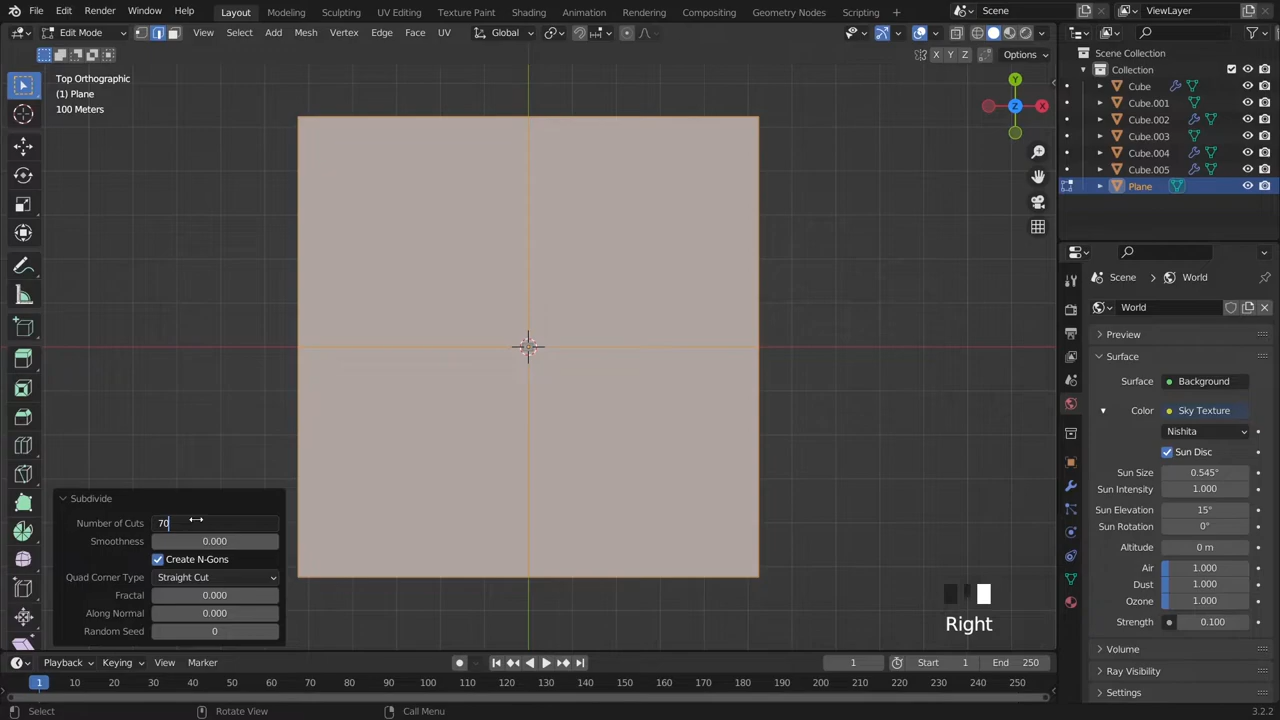 File Edit Render Window Help Layout Modeling Sculpting UV Editing Texture Paint Shading Animation Rendering Compositing Geometry Nodes Scripting Scene ViewLayer
Edit Mode View Select Add Mesh Vertex Edge Face UV Global
X Y Z Options
Top Orthographic
(1) Plane
100 Meters
Y
Z X
Scene Collection
Collection
Cube
Cube.001
Cube.002
Cube.003
Cube.004
Cube.005
Plane
Scene > World
World
Preview
Surface
Surface Background
Color Sky Texture
Nishita
Sun Disc
Sun Size 0.545°
Sun Intensity 1.000
Sun Elevation 15°
Sun Rotation 0°
Altitude 0 m
Air 1.000
Dust 1.000
Ozone 1.000
Strength 0.100
Volume
Ray Visibility
Settings
Subdivide
Number of Cuts 70
Smoothness 0.000
Create N-Gons
Quad Corner Type Straight Cut
Fractal 0.000
Along Normal 0.000
Random Seed 0
Right
Playback Keying View Marker 1 Start 1 End 250
1 10 20 30 40 50 60 70 80 90 100 110 120 130 140 150 160 170 180 190 200 210 220 230 240 250
Select Rotate View Call Menu 3.2.2